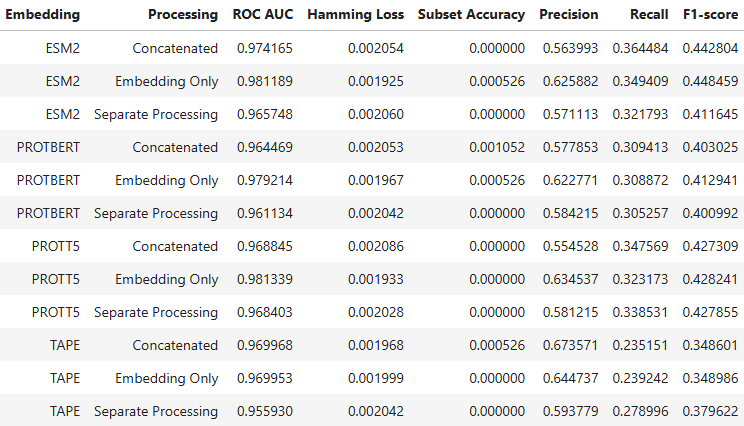 Embedding Processing ROC AUC Hamming Loss Subset Accuracy Precision Recall F1-score
ESM2 Concatenated 0.974165 0.002054 0.000000 0.563993 0.364484 0.442804
ESM2 Embedding Only 0.981189 0.001925 0.000526 0.625882 0.349409 0.448459
ESM2 Separate Processing 0.965748 0.002060 0.000000 0.571113 0.321793 0.411645
PROTBERT Concatenated 0.964469 0.002053 0.001052 0.577853 0.309413 0.403025
PROTBERT Embedding Only 0.979214 0.001967 0.000526 0.622771 0.308872 0.412941
PROTBERT Separate Processing 0.961134 0.002042 0.000000 0.584215 0.305257 0.400992
PROTT5 Concatenated 0.968845 0.002086 0.000000 0.554528 0.347569 0.427309
PROTT5 Embedding Only 0.981339 0.001933 0.000000 0.634537 0.323173 0.428241
PROTT5 Separate Processing 0.968403 0.002028 0.000000 0.581215 0.338531 0.427855
TAPE Concatenated 0.969968 0.001968 0.000526 0.673571 0.235151 0.348601
TAPE Embedding Only 0.969953 0.001999 0.000000 0.644737 0.239242 0.348986
TAPE Separate Processing 0.955930 0.002042 0.000000 0.593779 0.278996 0.379622